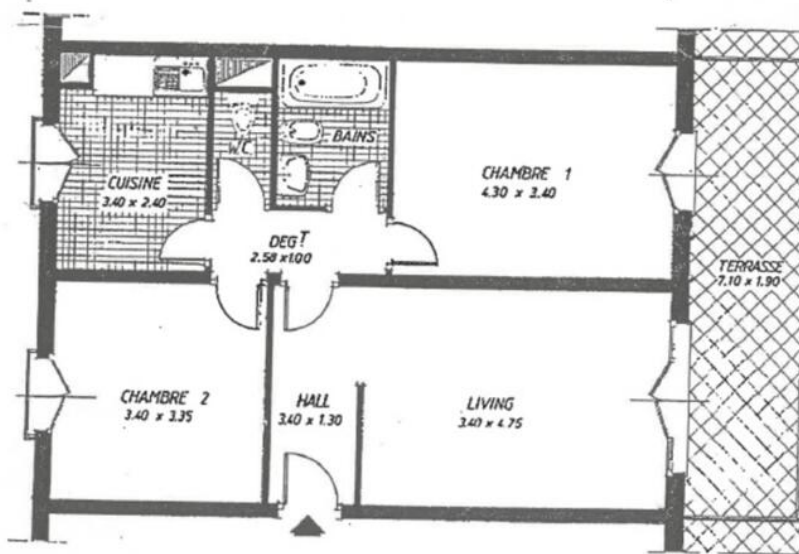 CUISINE
3.40 x 2.40
W.C.
BAINS
CHAMBRE 1
4.30 x 3.40
DEGT
2.58 x1.00
TERRASSE
7.10 x 1.90
CHAMBRE 2
3.40 x 3.35
HALL
3.40 x 1.30
LIVING
3.40 x 4.75